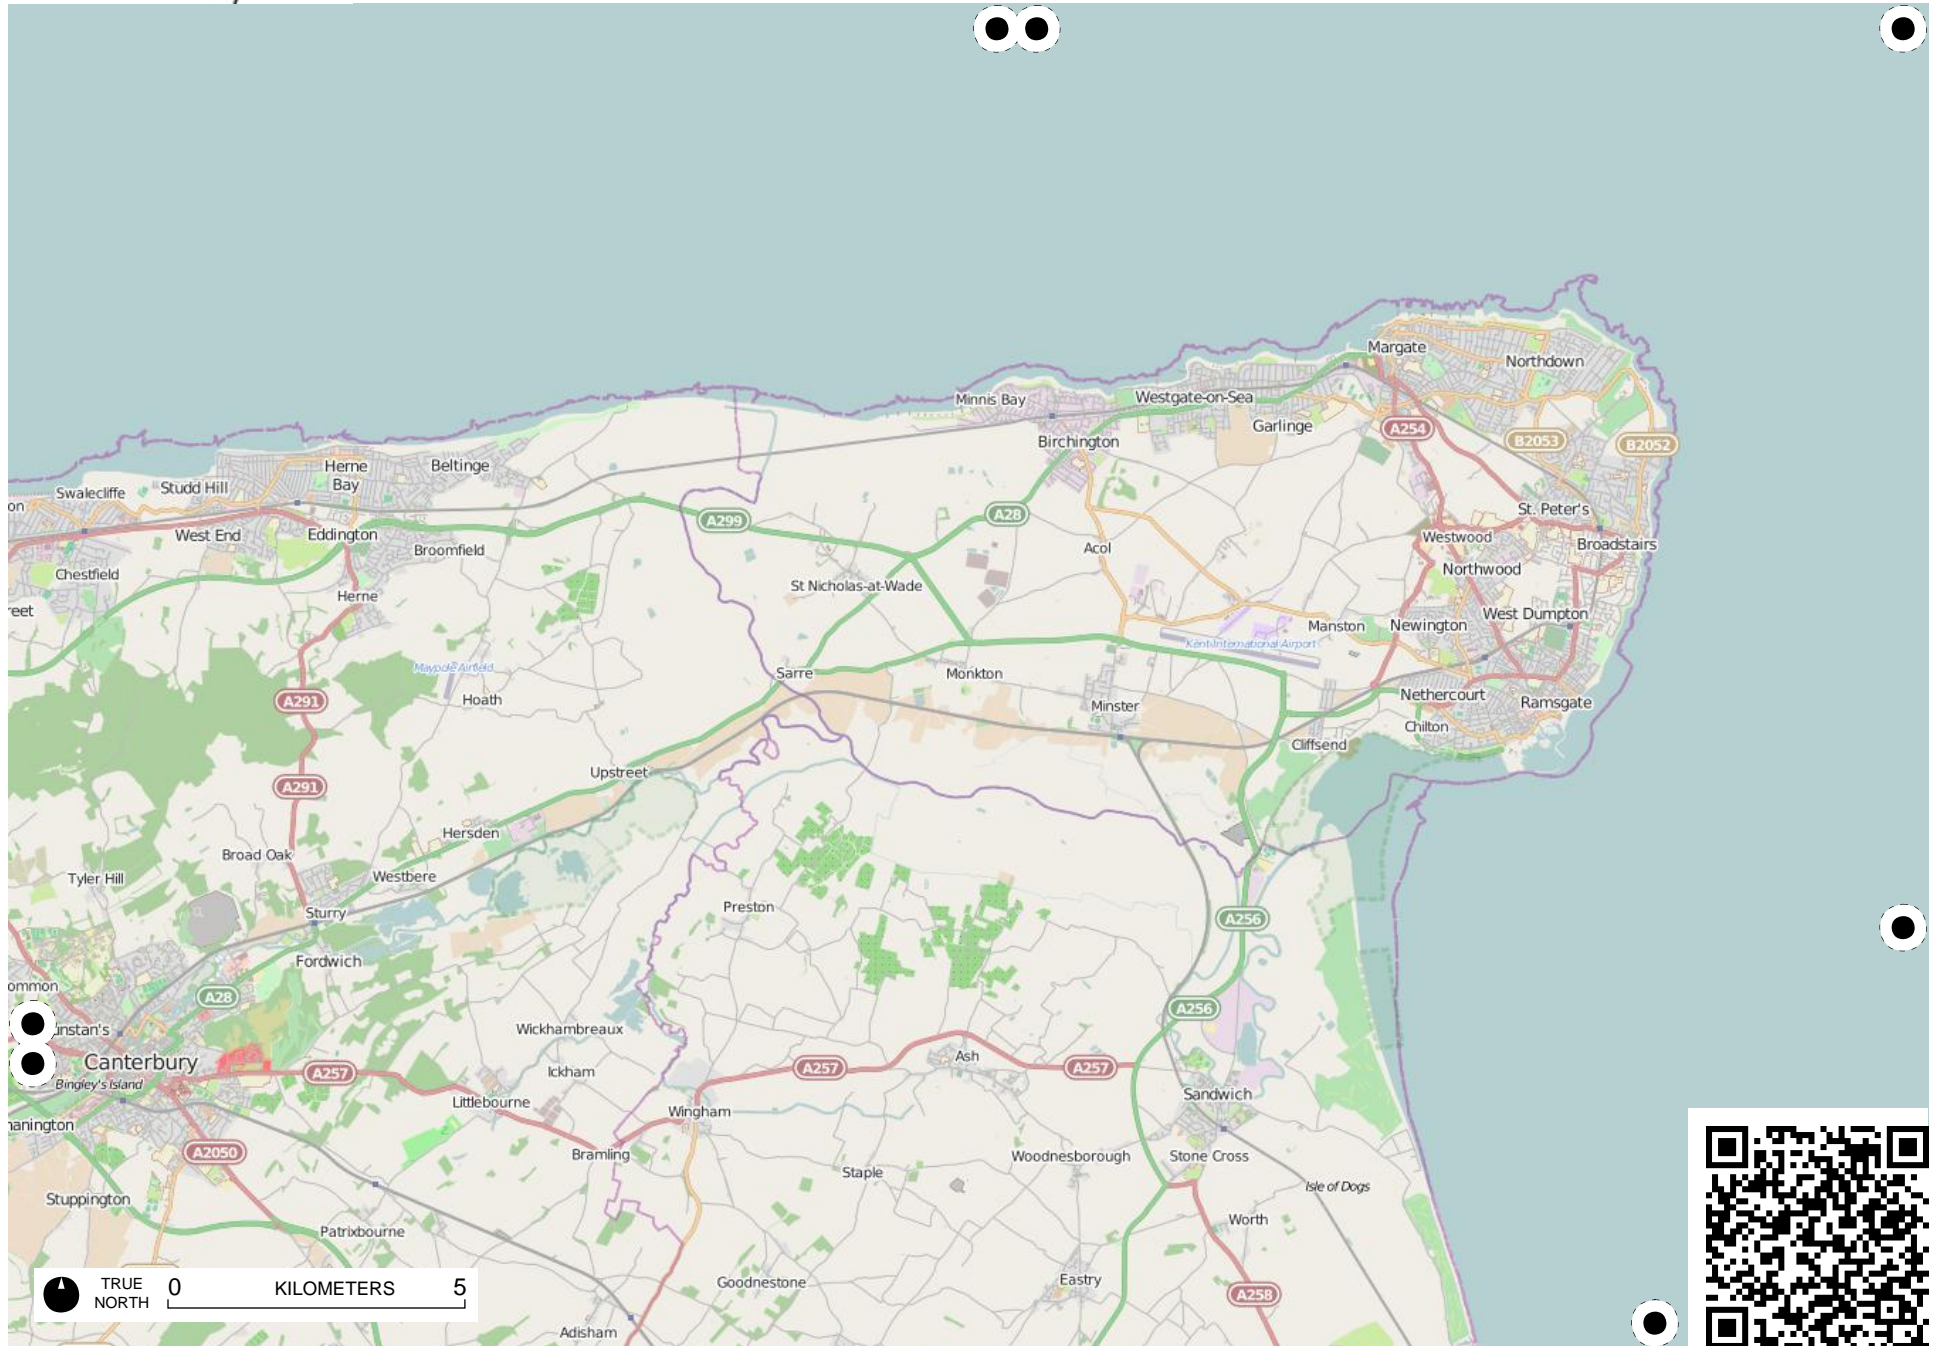 Margate
Northdown
Minnis Bay
Westgate-on-Sea
Garlinge
A254
B2053
B2052
Birchington
Herne
Bay
Beltinge
Studd Hill
Swalecliffe
on
St. Peter's
A299
A28
West End
Eddington
Broomfield
Acol
Westwood
Broadstairs
Chestfield
Northwood
St Nicholas-at-Wade
Herne
reet
West Dumpton
Manston
Newington
Kent International Airport
Maypole Airfield
Sarre
Monkton
Hoath
A291
Nethercourt
Ramsgate
Minster
Chilton
Cliffsend
Upstreet
A291
Hersden
Broad Oak
Westbere
Tyler Hill
Preston
Sturry
A256
Fordwich
ommon
A28
A256
unstan's
Wickhambreaux
Canterbury
Ash
A257
A257
A257
Ickham
Bingley's Island
Littlebourne
Sandwich
Wingham
hanington
A2050
Bramling
Woodnesborough
Stone Cross
Staple
Isle of Dogs
Stuppington
Patrixbourne
Worth
Goodnestone
Eastry
A258
TRUE
NORTH
0 KILOMETERS 5
Adisham